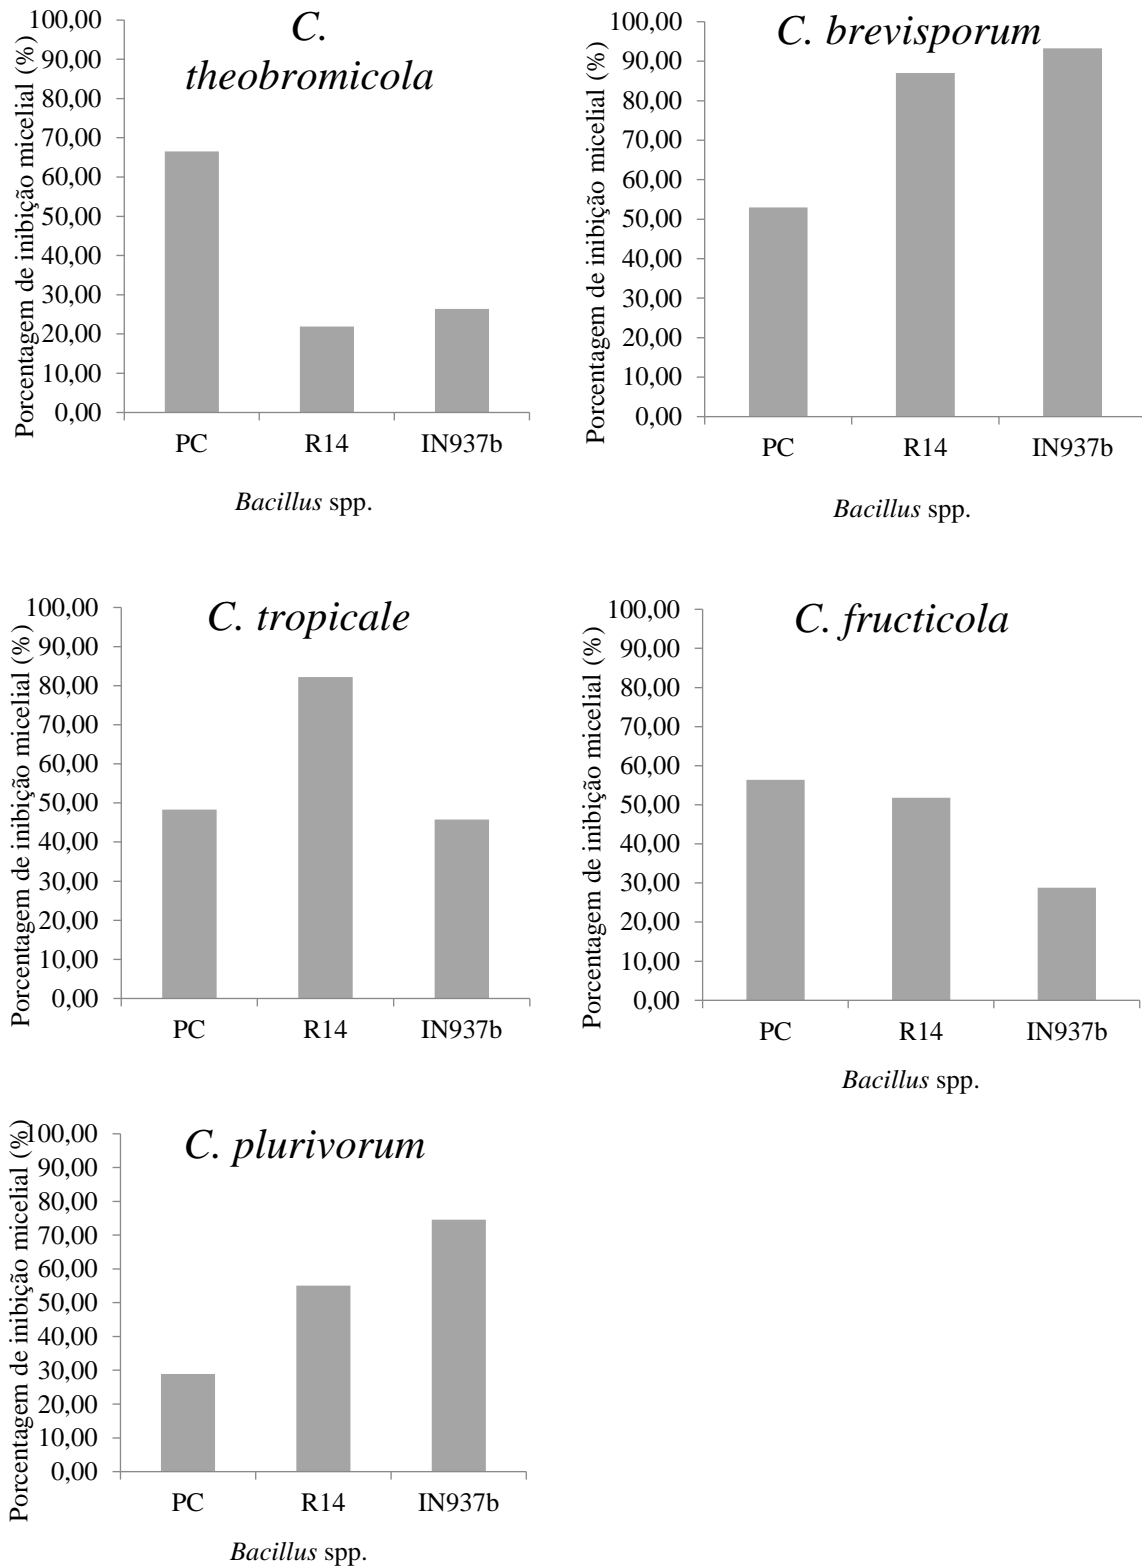 C.
theobromicola
Porcentagem de inibição micelial (%)
100,00
90,00
80,00
70,00
60,00
50,00
40,00
30,00
20,00
10,00
0,00
PC R14 IN937b
Bacillus spp.
C. brevisporum
Porcentagem de inibição micelial (%)
100,00
90,00
80,00
70,00
60,00
50,00
40,00
30,00
20,00
10,00
0,00
PC R14 IN937b
Bacillus spp.
C. tropicale
Porcentagem de inibição micelial (%)
100,00
90,00
80,00
70,00
60,00
50,00
40,00
30,00
20,00
10,00
0,00
PC R14 IN937b
C. fructicola
Porcentagem de inibição micelial (%)
100,00
90,00
80,00
70,00
60,00
50,00
40,00
30,00
20,00
10,00
0,00
PC R14 IN937b
Bacillus spp.
C. plurivorum
Porcentagem de inibição micelial (%)
100,00
90,00
80,00
70,00
60,00
50,00
40,00
30,00
20,00
10,00
0,00
PC R14 IN937b
Bacillus spp.